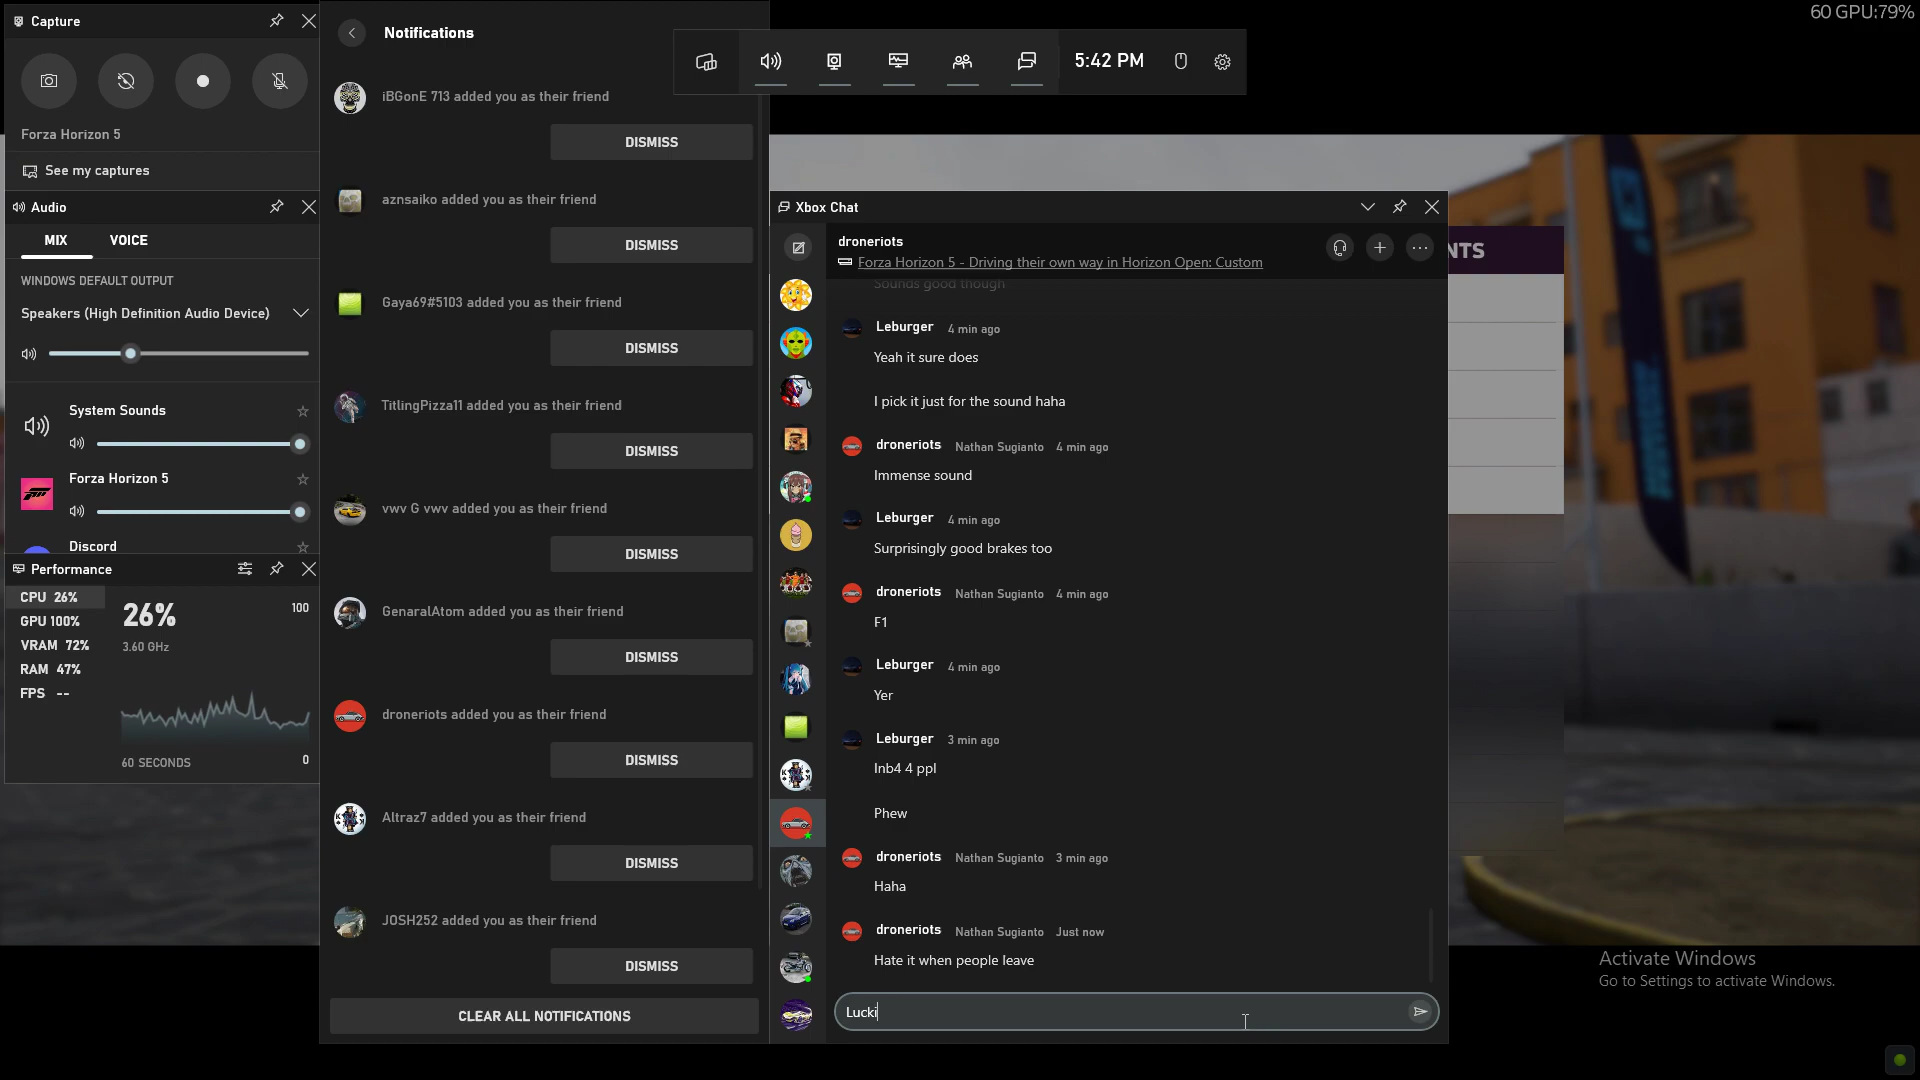 60 GPU:79%
Capture
Forza Horizon 5
See my captures
Audio
MIX VOICE
WINDOWS DEFAULT OUTPUT
Speakers (High Definition Audio Device)
System Sounds
Forza Horizon 5
Discord
Performance
CPU 26%
GPU 100%
VRAM 72%
RAM 47%
FPS --
26%
3.60 GHz
100
60 SECONDS
0
Notifications
iBGonE 713 added you as their friend
DISMISS
aznsaiko added you as their friend
DISMISS
Gaya69#5103 added you as their friend
DISMISS
TitlingPizza11 added you as their friend
DISMISS
vwv G vwv added you as their friend
DISMISS
GenaralAtom added you as their friend
DISMISS
droneriots added you as their friend
DISMISS
Altraz7 added you as their friend
DISMISS
JOSH252 added you as their friend
DISMISS
CLEAR ALL NOTIFICATIONS
5:42 PM
Xbox Chat
droneriots
Forza Horizon 5 - Driving their own way in Horizon Open: Custom
Sounds good though
Leburger 4 min ago
Yeah it sure does
I pick it just for the sound haha
droneriots Nathan Sugianto 4 min ago
Immense sound
Leburger 4 min ago
Surprisingly good brakes too
droneriots Nathan Sugianto 4 min ago
F1
Leburger 4 min ago
Yer
Leburger 3 min ago
Inb4 4 ppl
Phew
droneriots Nathan Sugianto 3 min ago
Haha
droneriots Nathan Sugianto Just now
Hate it when people leave
Lucki
NTS
Activate Windows
Go to Settings to activate Windows.